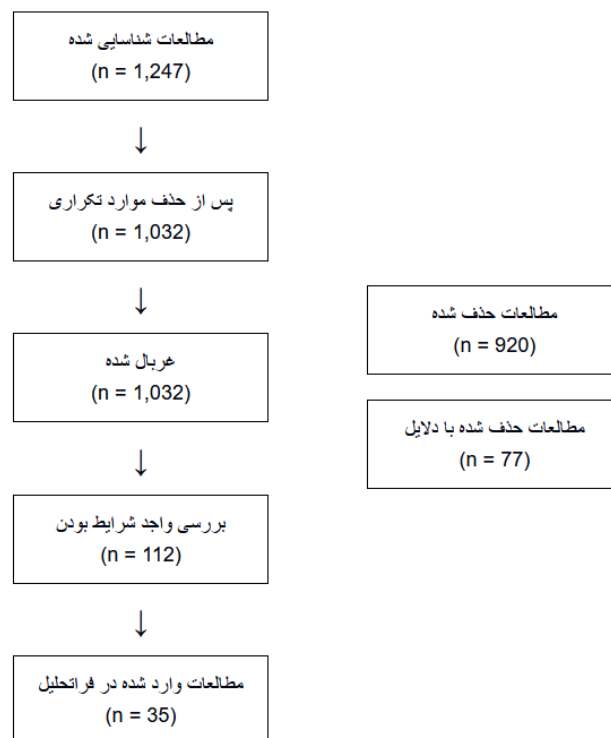 مطالعات شناسایی شده
(n = 1,247)
↓
پس از حذف موارد تکراری
(n = 1,032)
↓
غربال شده
(n = 1,032)
↓
بررسی واجد شرایط بودن
(n = 112)
↓
مطالعات وارد شده در فراتحلیل
(n = 35)
مطالعات حذف شده
(n = 920)
مطالعات حذف شده با دلایل
(n = 77)